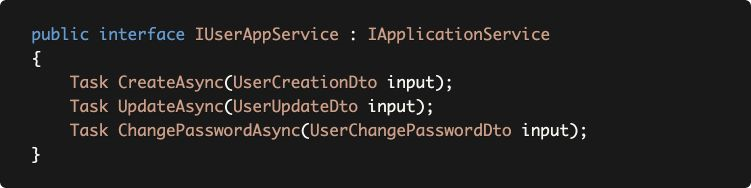 public interface IUserAppService : IApplicationService
{
    Task CreateAsync(UserCreationDto input);
    Task UpdateAsync(UserUpdateDto input);
    Task ChangePasswordAsync(UserChangePasswordDto input);
}